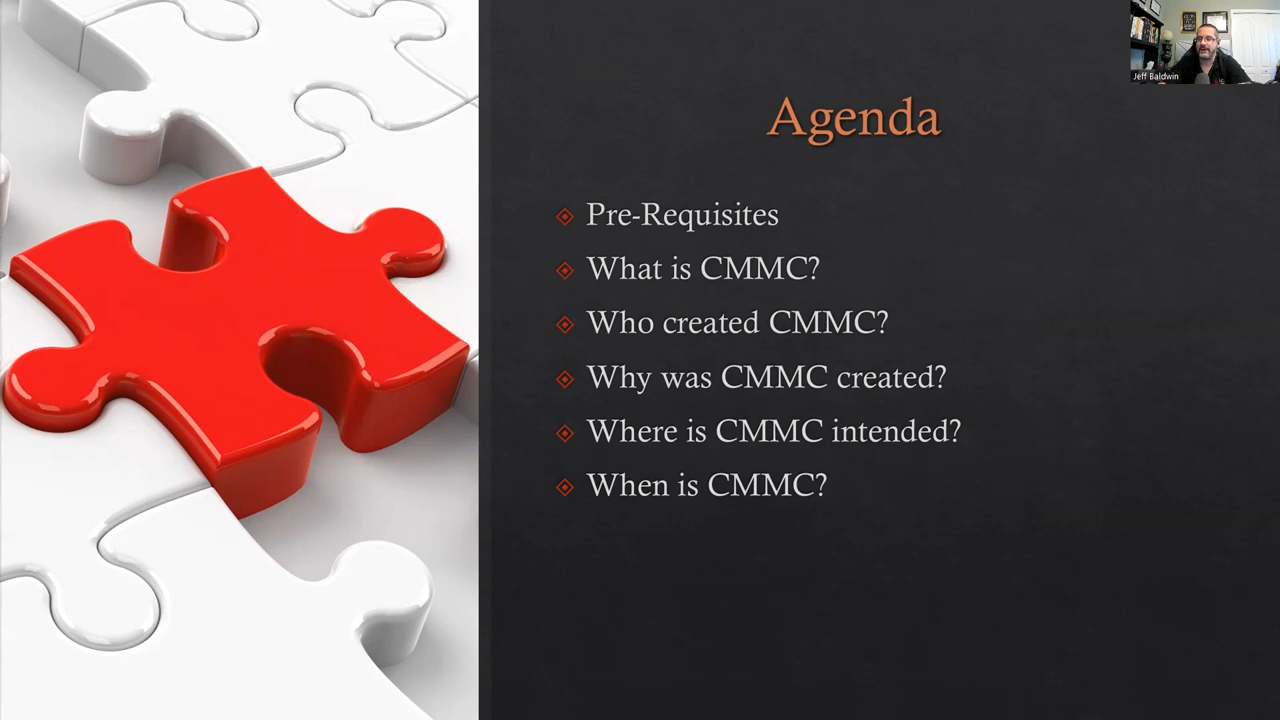 Jeff Baldwin
Agenda
Pre-Requisites
What is CMMC?
Who created CMMC?
Why was CMMC created?
Where is CMMC intended?
When is CMMC?